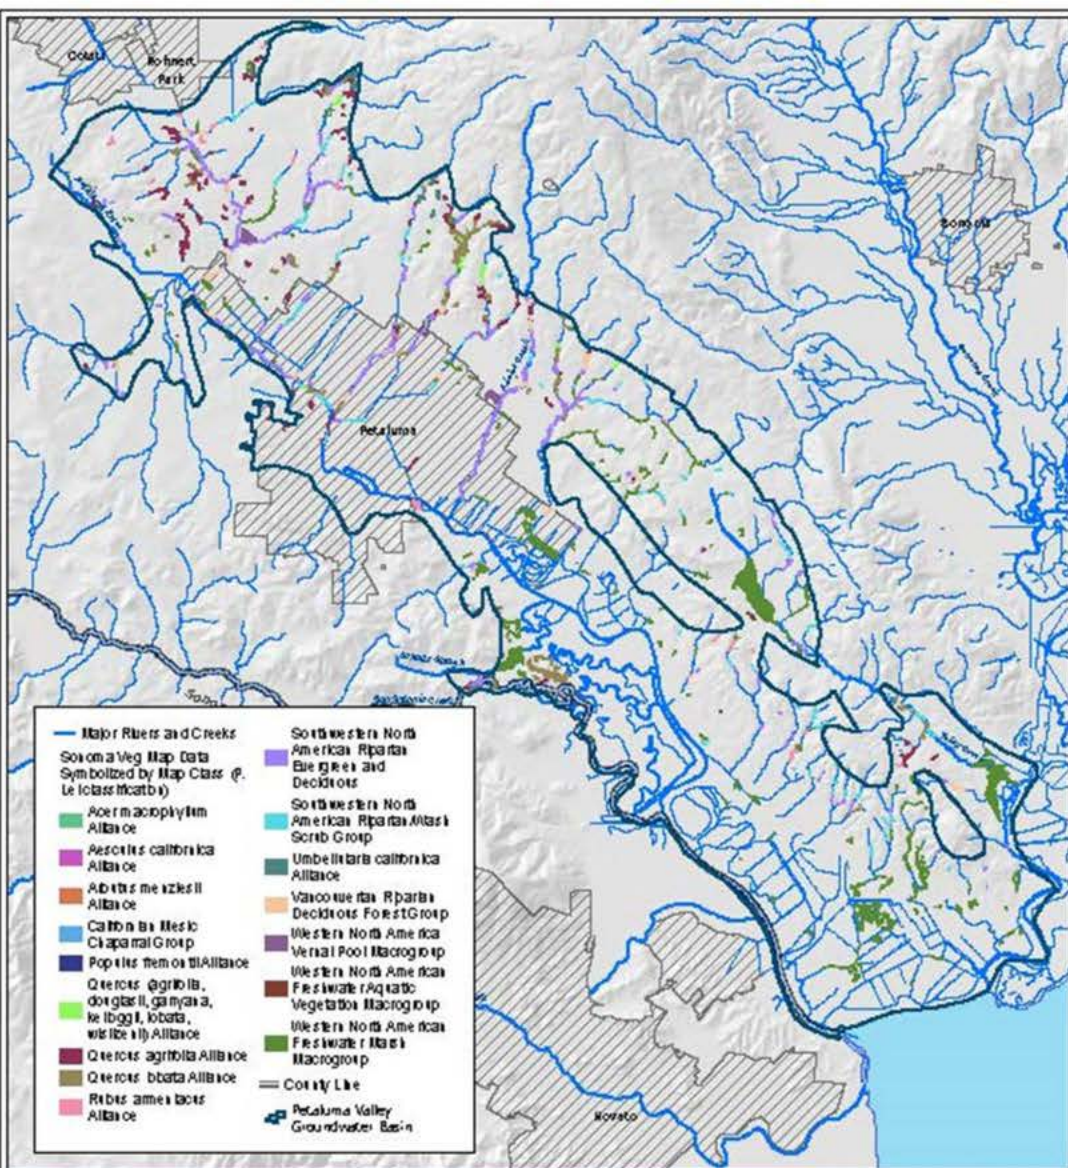 Cotati
Rohnert
Park
Sonoma
Petaluma
Novato
Major Rivers and Creeks
Sonoma Veg Map Data
Symbolized by Map Class
Acer macrophyllum
Alliance
Aesculus californica
Alliance
Arbutus menziesii
Alliance
Californian Mesic
Chaparral Group
Populus fremontii Alliance
Quercus (agrifolia,
douglasii, garryana,
kelloggii, lobata,
wislizenii) Alliance
Quercus agrifolia Alliance
Quercus lobata Alliance
Rubus armeniacus
Alliance
Southwestern North
American Riparian
Evergreen and
Deciduous
Southwestern North
American Riparian/Wash
Scrub Group
Umbellularia californica
Alliance
Vancouverian Riparian
Deciduous Forest Group
Western North America
Vernal Pool Macrogroup
Western North American
Freshwater Aquatic
Vegetation Macrogroup
Western North American
Freshwater Marsh
Macrogroup
County Line
Petaluma Valley
Groundwater Basin